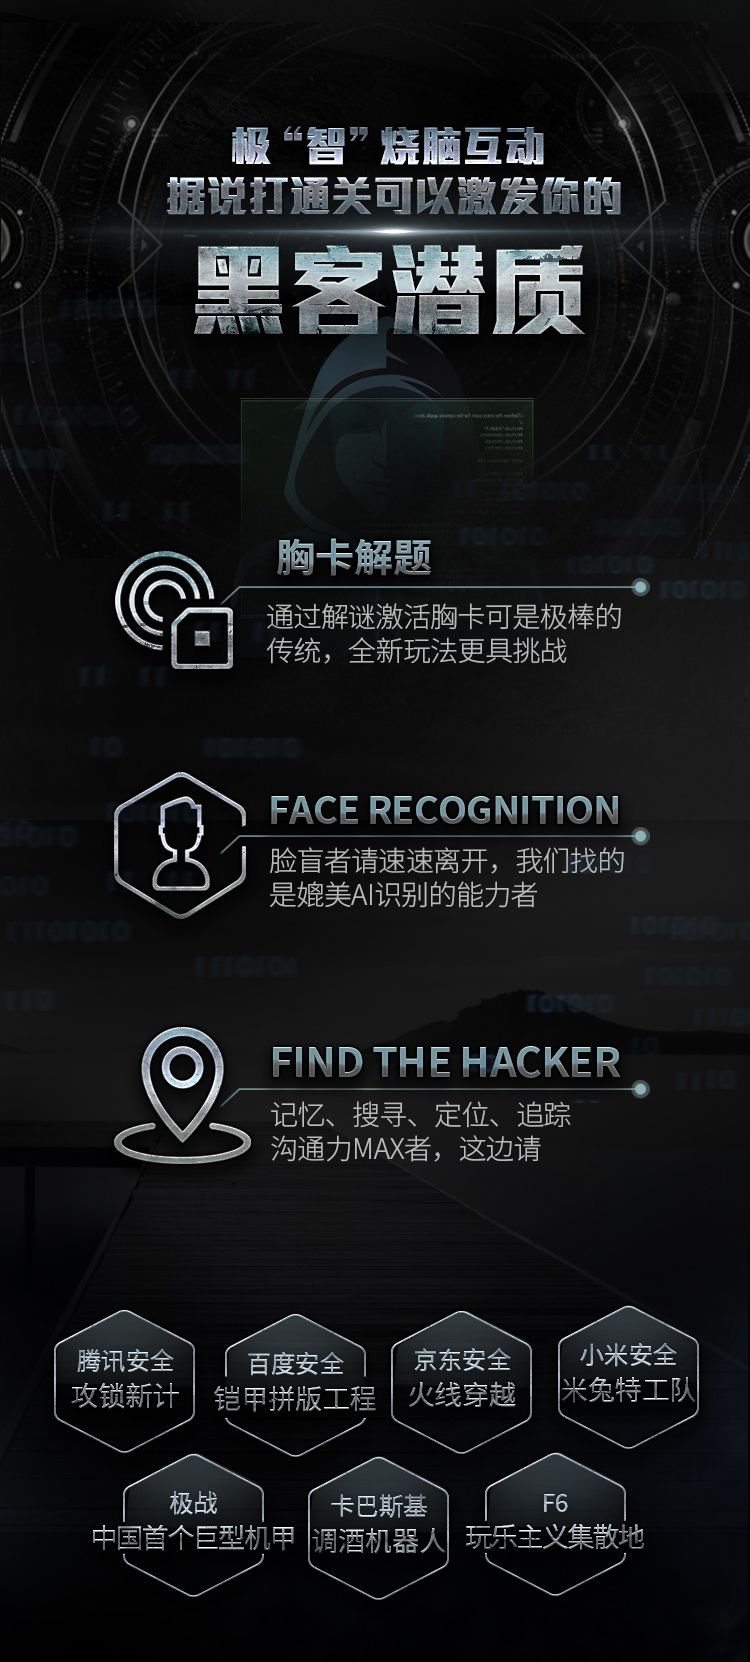 极“智”烧脑互动
据说打通关可以激发你的
黑客潜质
胸卡解题
通过解谜激活胸卡可是极棒的
传统，全新玩法更具挑战
FACE RECOGNITION
脸盲者请速速离开，我们找的
是媲美AI识别的能力者
FIND THE HACKER
记忆、搜寻、定位、追踪
沟通力MAX者，这边请
腾讯安全
攻锁新计
百度安全
铠甲拼版工程
京东安全
火线穿越
小米安全
米兔特工队
极战
中国首个巨型机甲
卡巴斯基
调酒机器人
F6
玩乐主义集散地